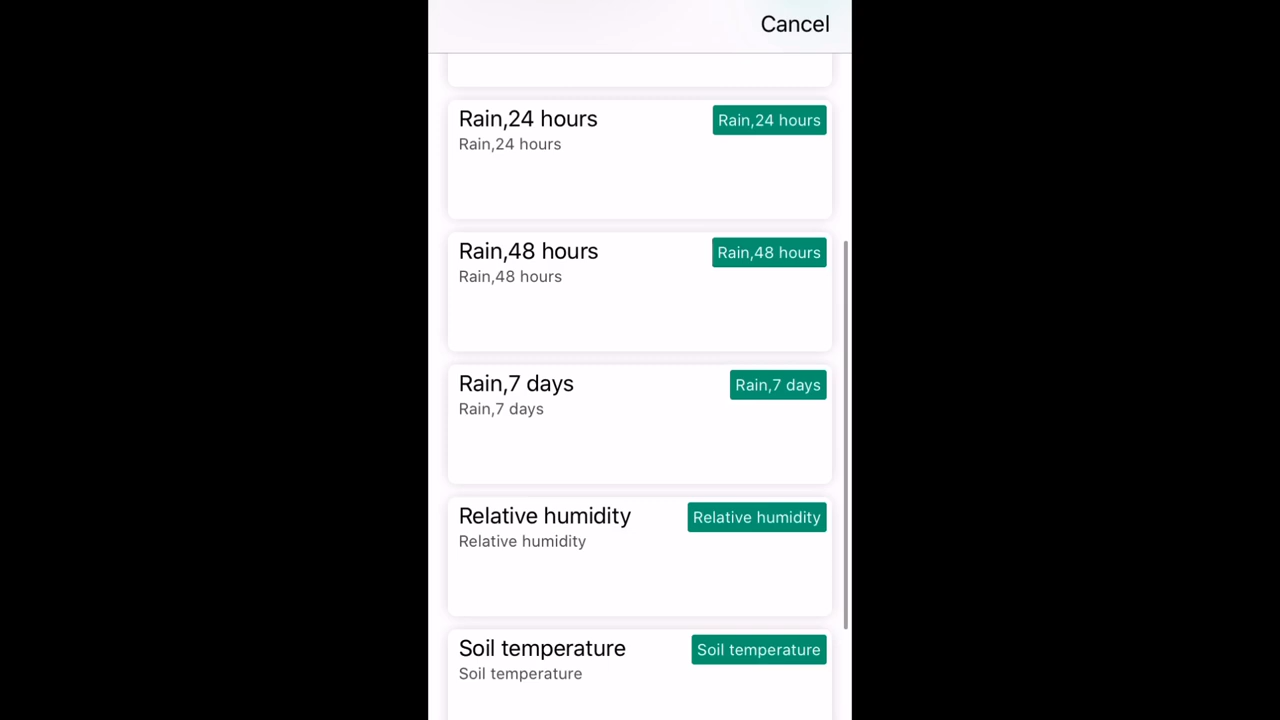 Cancel
Rain,24 hours
Rain,24 hours
Rain,24 hours
Rain,48 hours
Rain,48 hours
Rain,48 hours
Rain,7 days
Rain,7 days
Rain,7 days
Relative humidity
Relative humidity
Relative humidity
Soil temperature
Soil temperature
Soil temperature